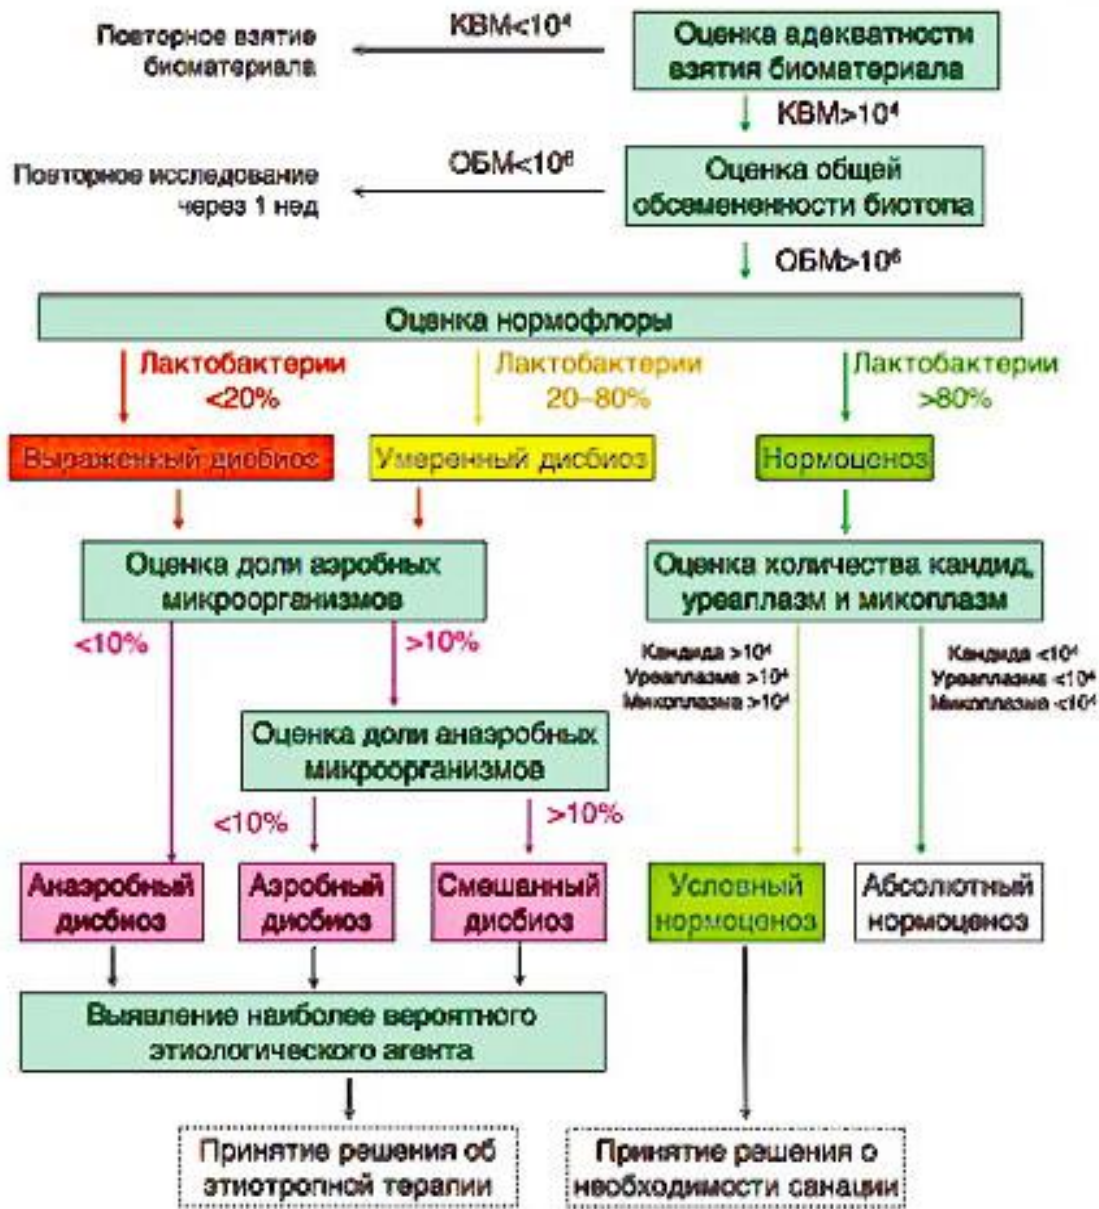 КВМ<10⁴
Повторное взятие
биоматериала
Оценка адекватности
взятия биоматериала
КВМ>10⁴
ОБМ<10⁶
Повторное исследование
через 1 нед
Оценка общей
обсемененности биотопа
ОБМ>10⁶
Оценка нормофлоры
Лактобактерии
<20%
Лактобактерии
20–80%
Лактобактерии
>80%
Выраженный дисбиоз
Умеренный дисбиоз
Нормоценоз
Оценка доли аэробных
микроорганизмов
Оценка количества кандид,
уреаплазм и микоплазм
<10%
>10%
Кандида >10⁴
Уреаплазма >10⁴
Микоплазма >10⁴
Кандида <10⁴
Уреаплазма <10⁴
Микоплазма <10⁴
Оценка доли анаэробных
микроорганизмов
<10%
>10%
Анаэробный
дисбиоз
Аэробный
дисбиоз
Смешанный
дисбиоз
Условный
нормоценоз
Абсолютный
нормоценоз
Выявление наиболее вероятного
этиологического агента
Принятие решения об
этиотропной терапии
Принятие решения о
необходимости санации